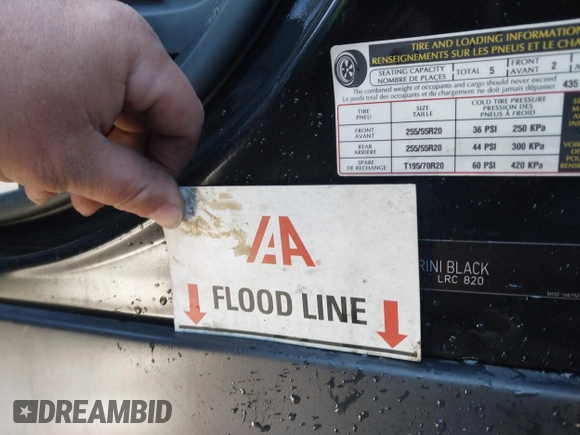 TIRE AND LOADING INFORMATION
RENSEIGNEMENTS SUR LES PNEUS ET LE
SEATING CAPACITY
NOMBRE DE PLACES
TOTAL 5
FRONT
AVANT 2
The combined weight of occupants and cargo should never exceed
Le poids total des occupants et du chargement ne doit jamais dépasser
435
TIRE
PNEU
SIZE
TAILLE
COLD TIRE PRESSURE
PRESSION DES
PNEUS À FROID
FRONT
AVANT
255/55R20
36 PSI 250 KPa
REAR
ARRIÈRE
255/55R20
44 PSI 300 KPa
SPARE
DE RECHANGE
T195/70R20
60 PSI 420 KPa
IAA
FLOOD LINE
RINI BLACK
LRC 820
DREAMBID